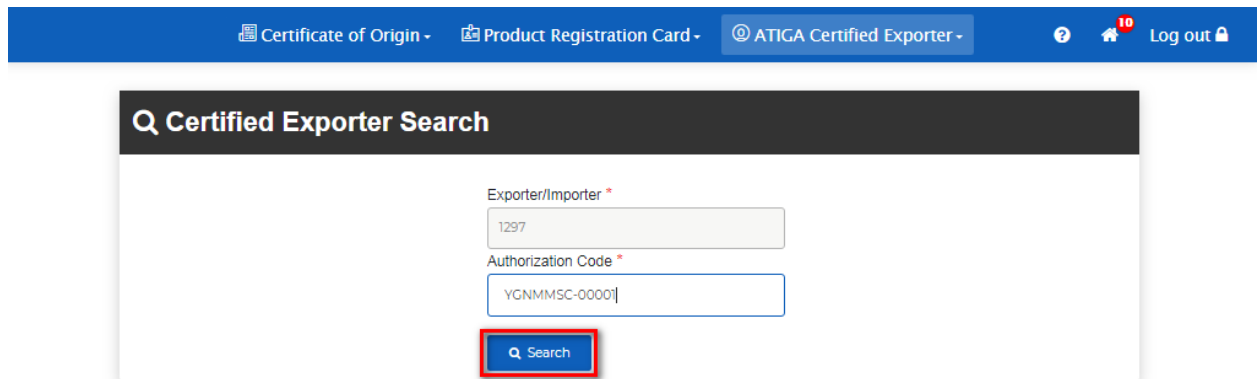 Certificate of Origin Product Registration Card ATIGA Certified Exporter 10 Log out
Certified Exporter Search
Exporter/Importer *
1297
Authorization Code *
YGNMMSC-00001
Search